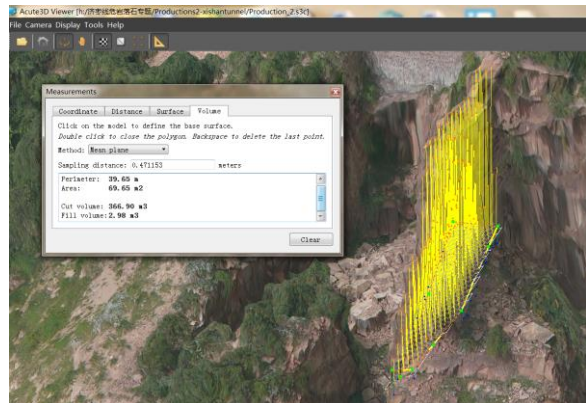 Acute3D Viewer [h:/济枣线危岩落石专题/Productions2-xishantunnel/Production_2.s3c]
File Camera Display Tools Help
Measurements
Coordinate Distance Surface Volume
Click on the model to define the base surface.
Double click to close the polygon. Backspace to delete the last point.
Method: Mean plane
Sampling distance: 0.471153 meters
Perimeter: 39.65 m
Area: 69.65 m2
Cut volume: 366.90 m3
Fill volume: 2.98 m3
Clear